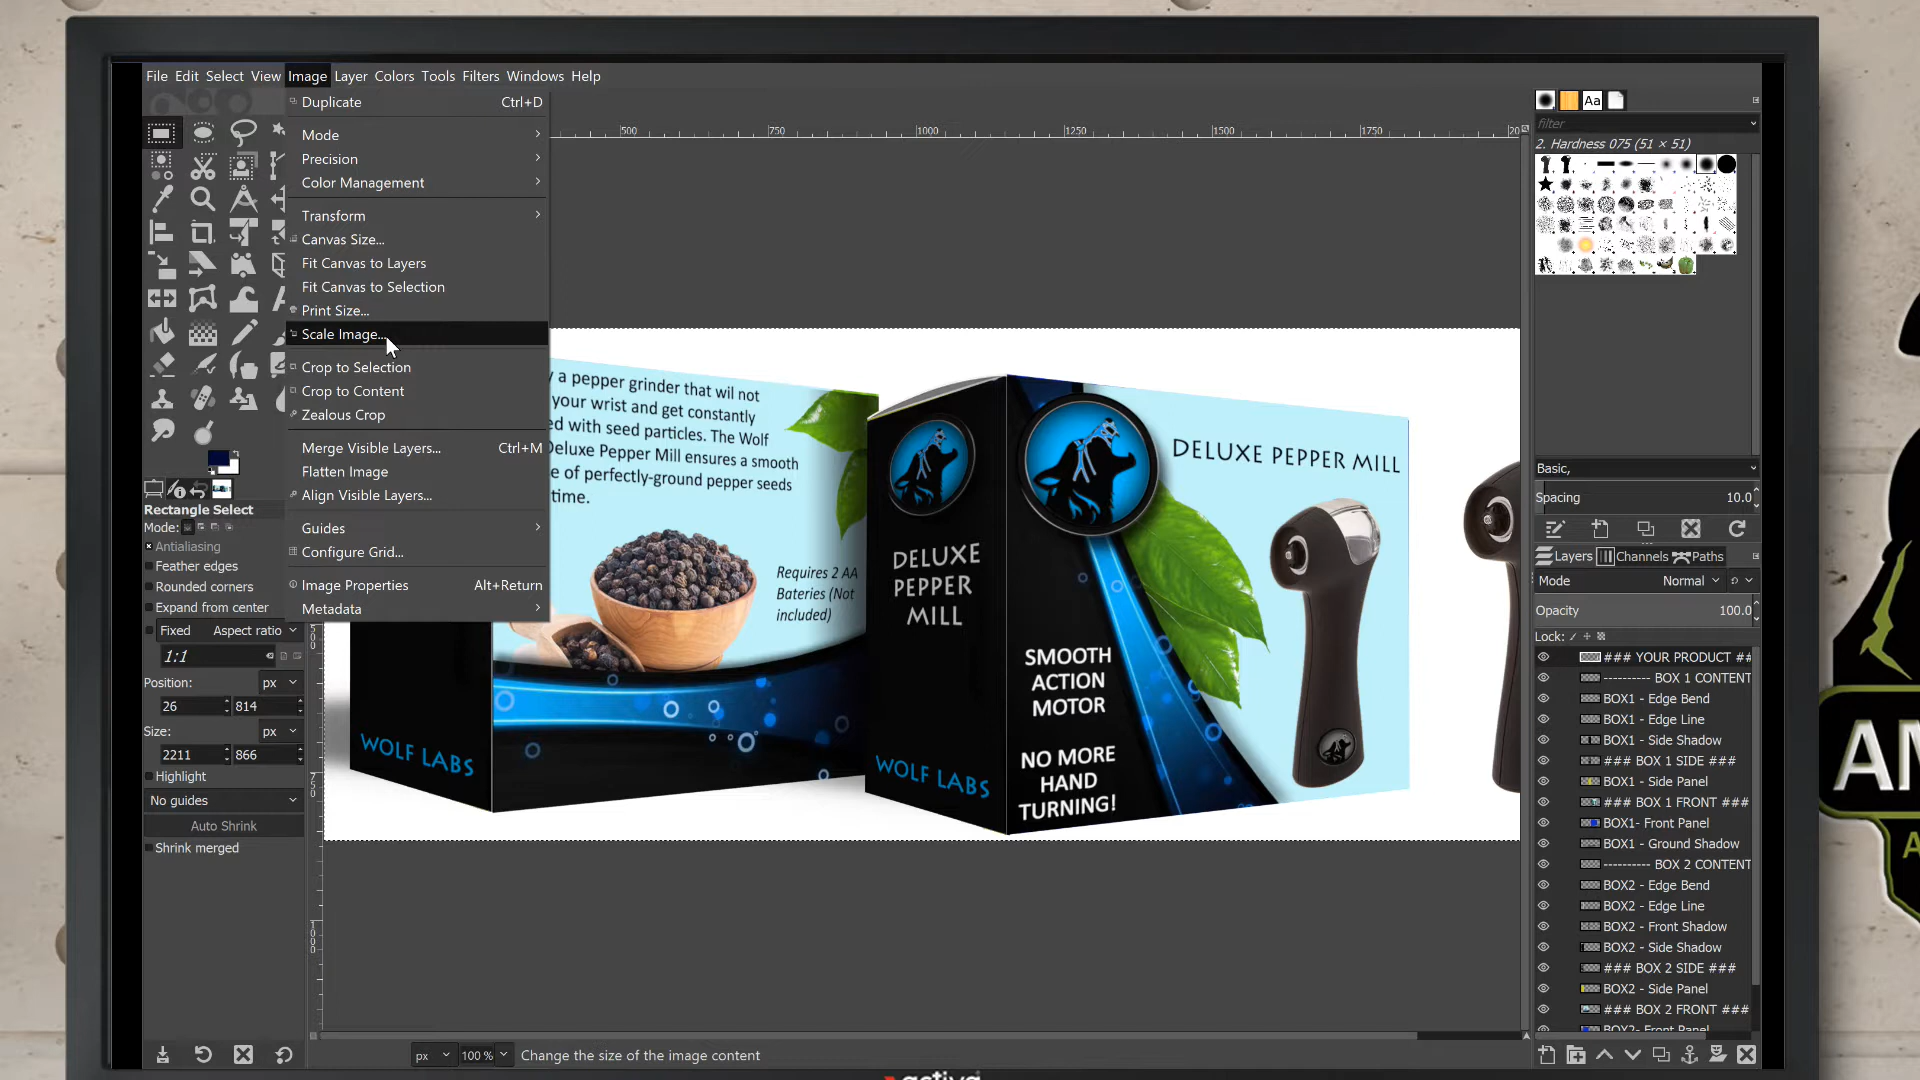 File Edit Select View Image Layer Colors Tools Filters Windows Help
Duplicate Ctrl+D
Mode
Precision
Color Management
Transform
Canvas Size...
Fit Canvas to Layers
Fit Canvas to Selection
Print Size...
Scale Image...
Crop to Selection
Crop to Content
Zealous Crop
Merge Visible Layers... Ctrl+M
Flatten Image
Align Visible Layers...
Guides
Configure Grid...
Image Properties Alt+Return
Metadata
Rectangle Select
Mode:
Antialiasing
Feather edges
Rounded corners
Expand from center
Fixed Aspect ratio
1:1
Position: px
26 814
Size: px
2211 866
Highlight
No guides
Auto Shrink
Shrink merged
500 750 1000 1250 1500 1750
a pepper grinder that wil not
your wrist and get constantly
ed with seed particles. The Wolf
Deluxe Pepper Mill ensures a smooth
e of perfectly-ground pepper seeds
time.
Requires 2 AA
Bateries (Not
included)
WOLF LABS
DELUXE
PEPPER
MILL
WOLF LABS
DELUXE PEPPER MILL
SMOOTH
ACTION
MOTOR
NO MORE
HAND
TURNING!
px 100 % Change the size of the image content
Aa
filter
2. Hardness 075 (51 × 51)
Basic,
Spacing 10.0
Layers Channels Paths
Mode Normal
Opacity 100.0
Lock:
### YOUR PRODUCT ##
---------- BOX 1 CONTENT
BOX1 - Edge Bend
BOX1 - Edge Line
BOX1 - Side Shadow
### BOX 1 SIDE ###
BOX1 - Side Panel
### BOX 1 FRONT ###
BOX1- Front Panel
BOX1 - Ground Shadow
---------- BOX 2 CONTENT
BOX2 - Edge Bend
BOX2 - Edge Line
BOX2 - Front Shadow
BOX2 - Side Shadow
### BOX 2 SIDE ###
BOX2 - Side Panel
### BOX 2 FRONT ###
BOX2- Front Panel
AM
A
activa